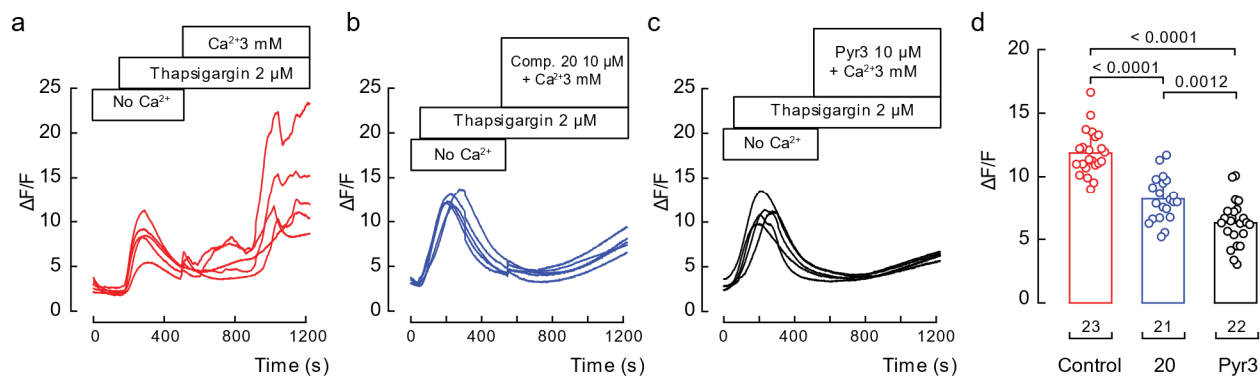 a
Ca²⁺3 mM
Thapsigargin 2 µM
No Ca²⁺
25
20
15
10
5
0
ΔF/F
0
400
800
1200
Time (s)
b
Comp. 20 10 µM
+ Ca²⁺3 mM
Thapsigargin 2 µM
No Ca²⁺
25
20
15
10
5
0
ΔF/F
0
400
800
1200
Time (s)
c
Pyr3 10 µM
+ Ca²⁺3 mM
Thapsigargin 2 µM
No Ca²⁺
25
20
15
10
5
0
ΔF/F
0
400
800
1200
Time (s)
d
< 0.0001
< 0.0001
0.0012
20
15
10
5
0
ΔF/F
23
21
22
Control
20
Pyr3